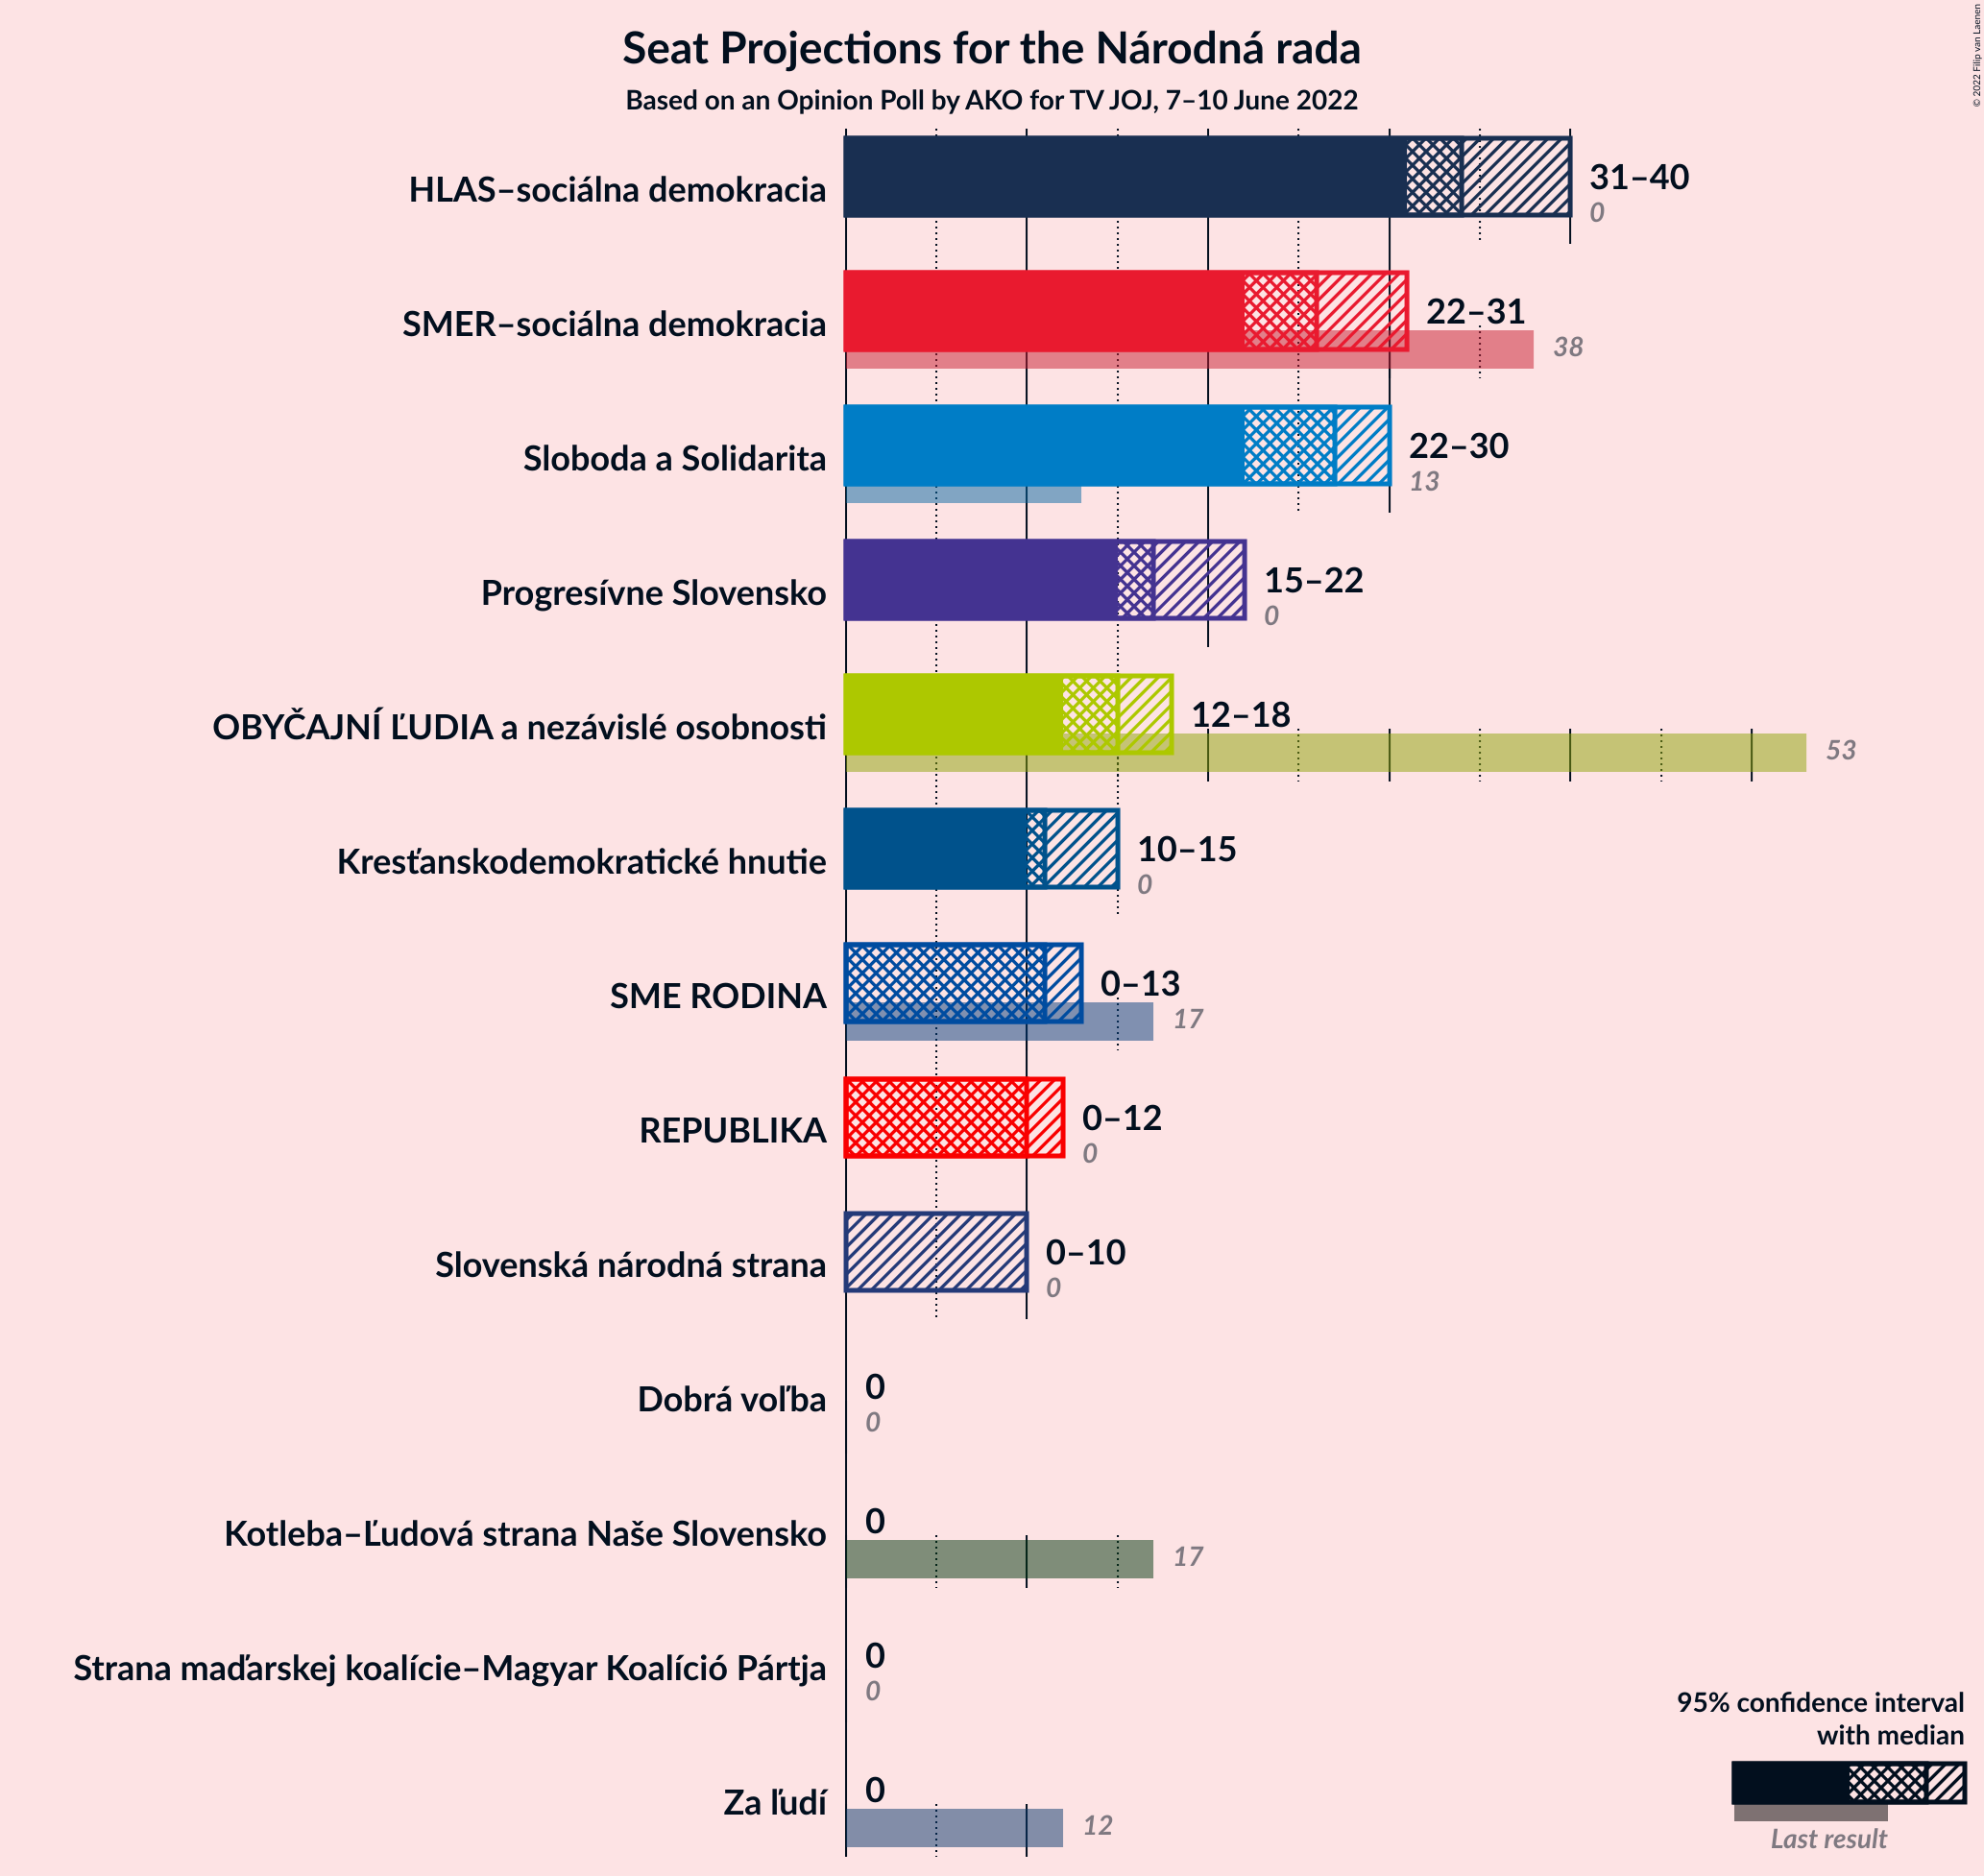 Seat Projections for the Národná rada
Based on an Opinion Poll by AKO for TV JOJ, 7–10 June 2022
© 2022 Filip van Laenen
HLAS–sociálna demokracia
31–40
0
SMER–sociálna demokracia
22–31
38
Sloboda a Solidarita
22–30
13
Progresívne Slovensko
15–22
0
OBYČAJNÍ ĽUDIA a nezávislé osobnosti
12–18
53
Kresťanskodemokratické hnutie
10–15
0
SME RODINA
0–13
17
REPUBLIKA
0–12
0
Slovenská národná strana
0–10
0
Dobrá voľba
0
0
Kotleba–Ľudová strana Naše Slovensko
0
17
Strana maďarskej koalície–Magyar Koalíció Pártja
0
0
Za ľudí
0
12
95% confidence interval
with median
Last result